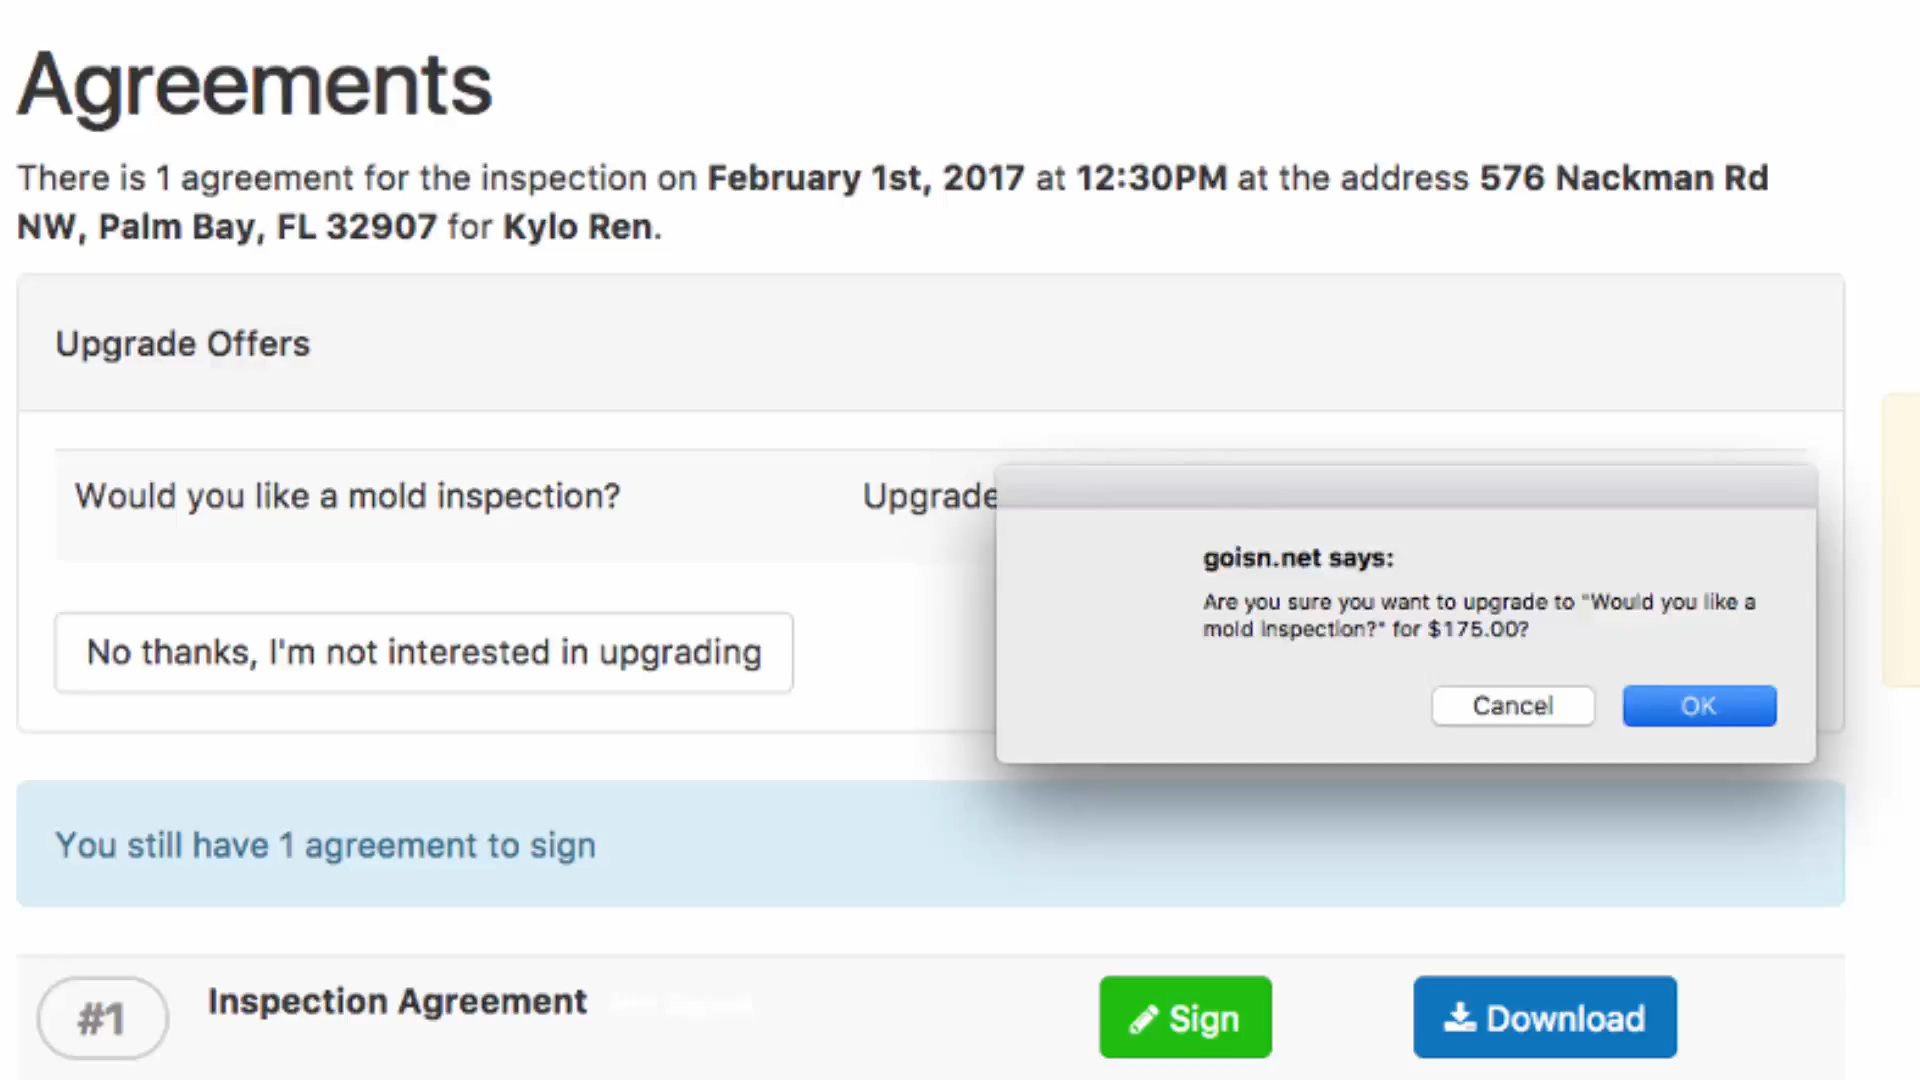 Agreements
There is 1 agreement for the inspection on February 1st, 2017 at 12:30PM at the address 576 Nackman Rd
NW, Palm Bay, FL 32907 for Kylo Ren.
Upgrade Offers
Would you like a mold inspection? Upgrade
goisn.net says:
Are you sure you want to upgrade to "Would you like a
mold inspection?" for $175.00?
No thanks, I'm not interested in upgrading
Cancel OK
You still have 1 agreement to sign
#1 Inspection Agreement Sign Download